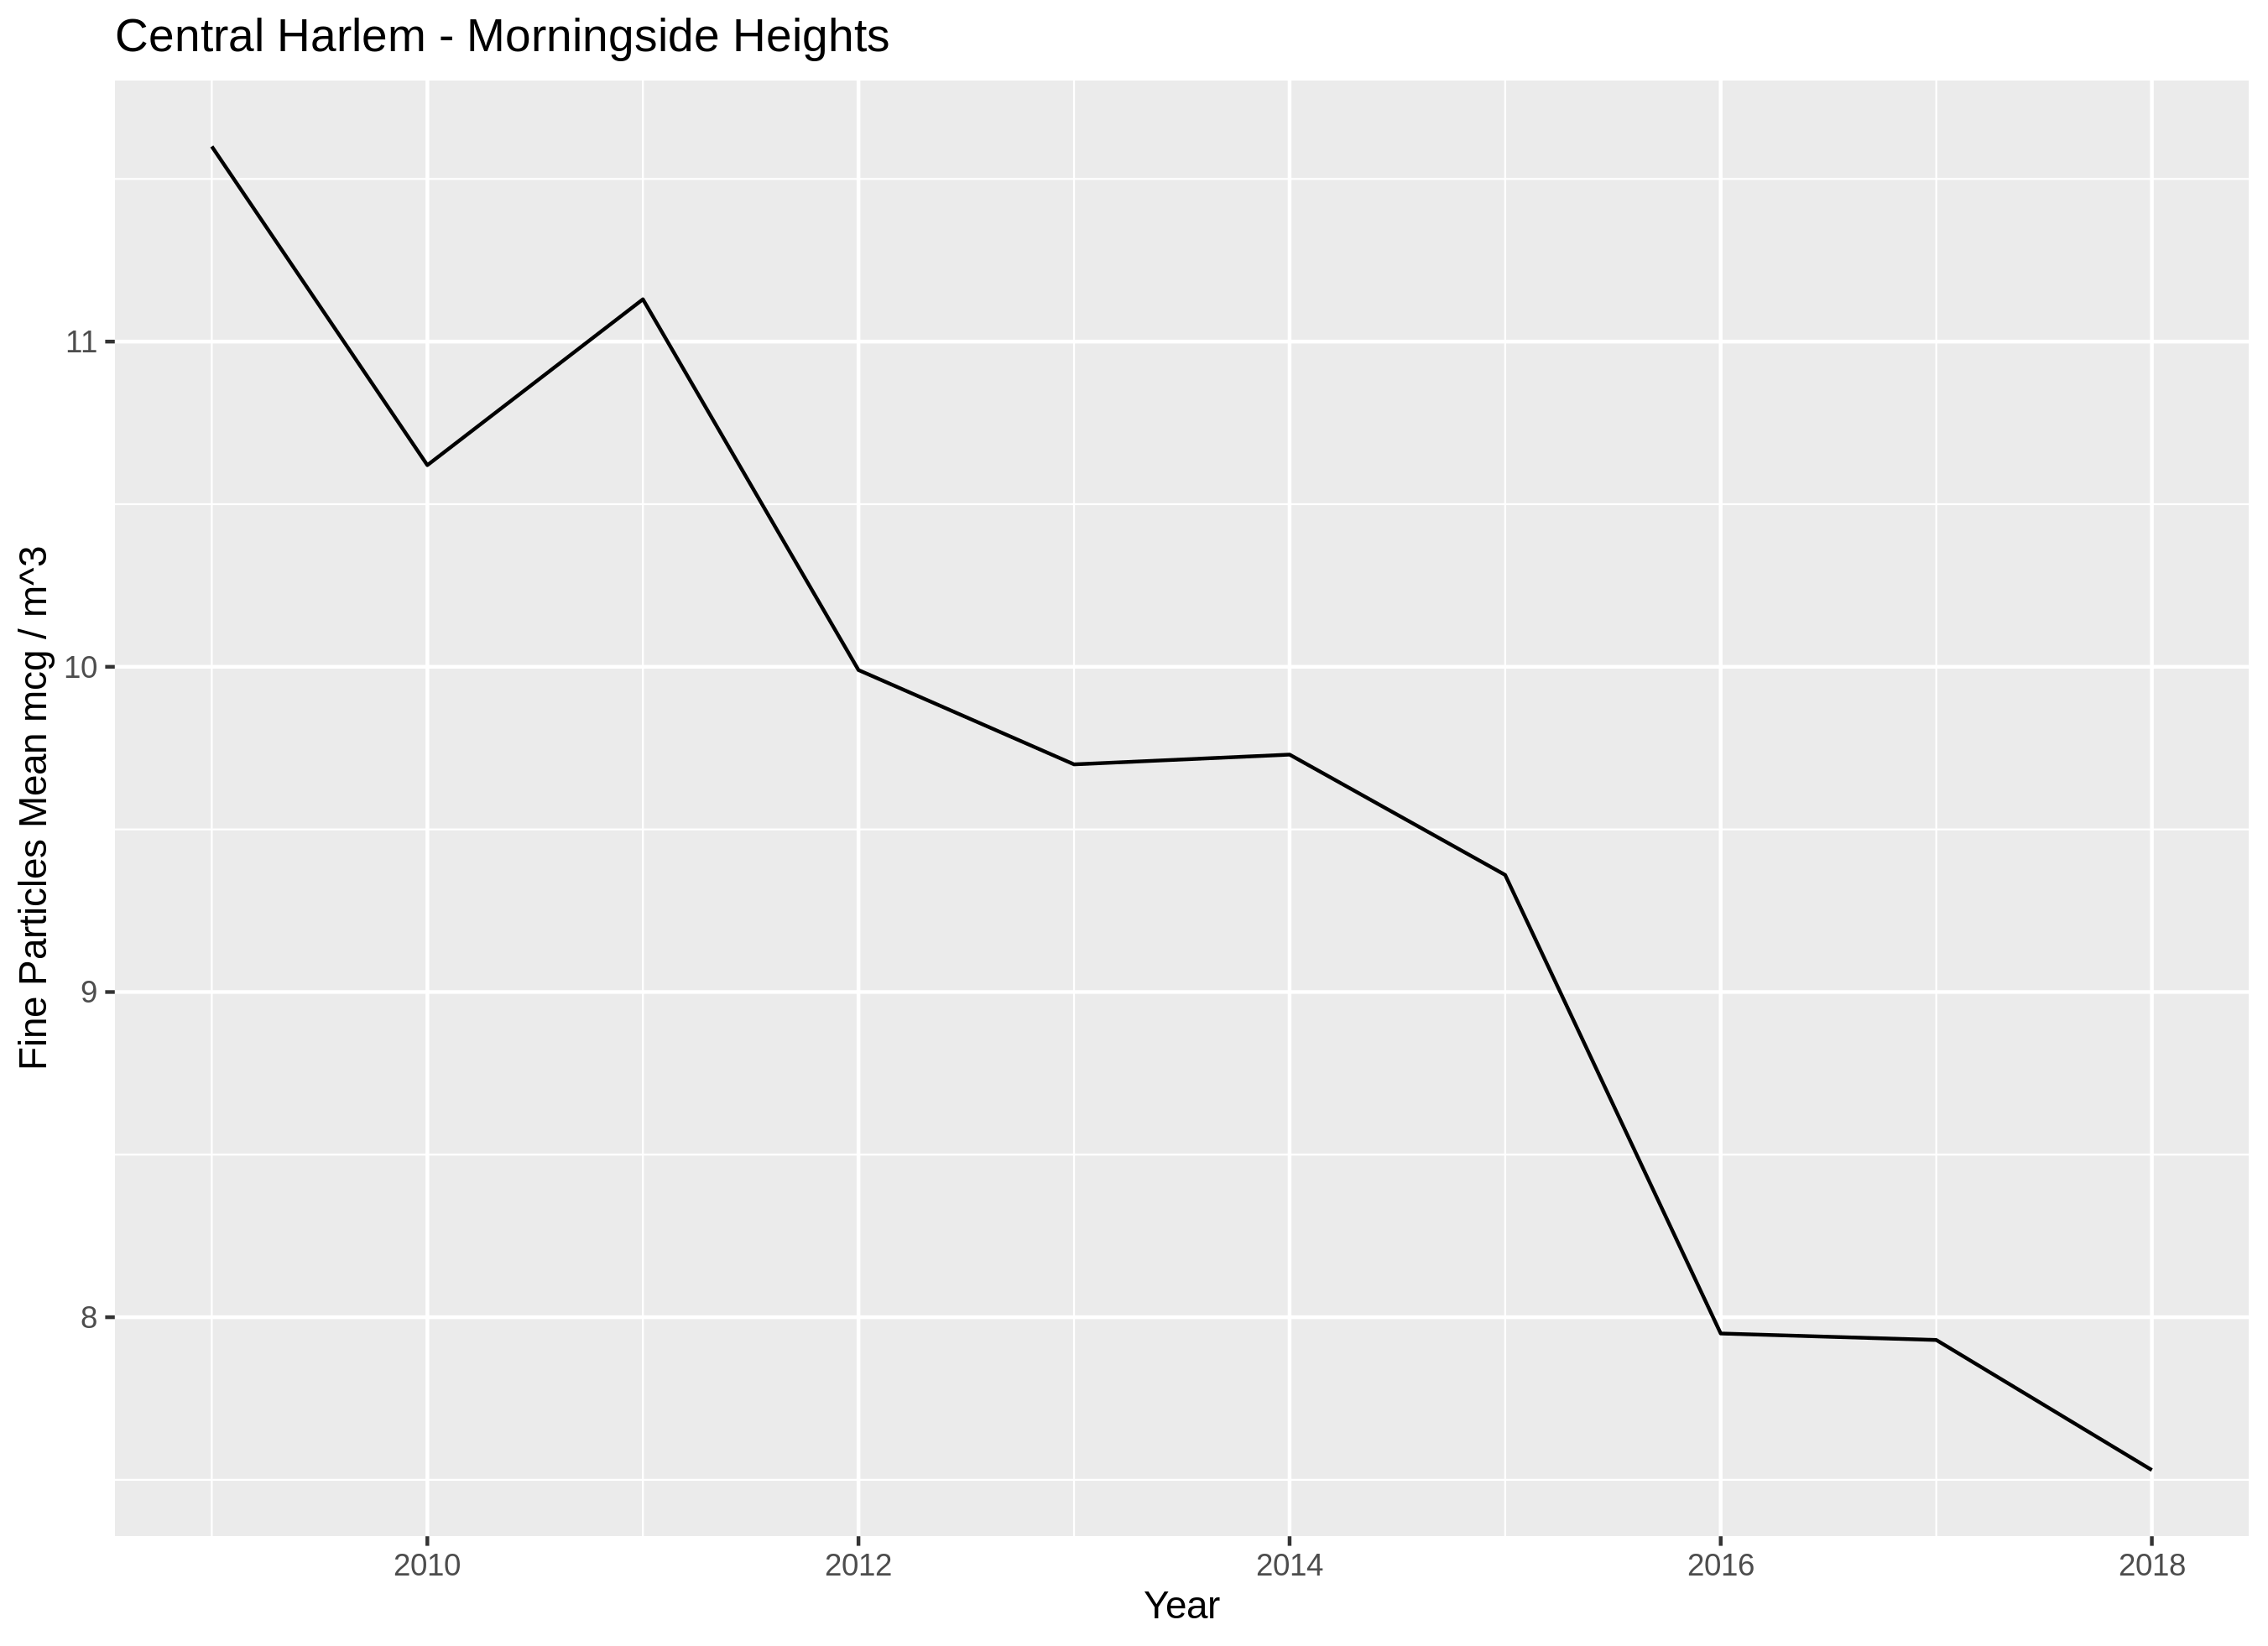 Central Harlem - Morningside Heights
Fine Particles Mean mcg / m^3
11
10
9
8
2010 2012 2014 2016 2018
Year